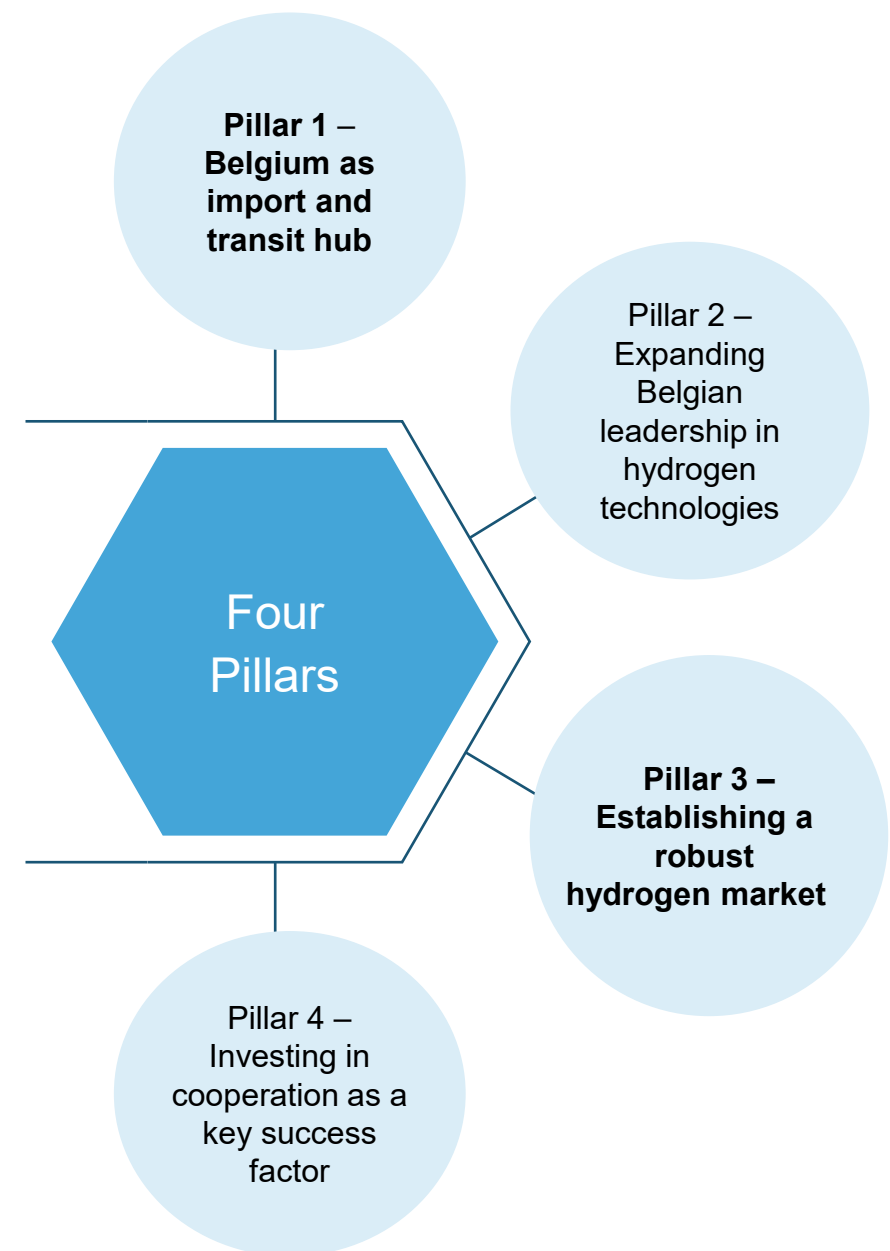 Pillar 1 –
Belgium as
import and
transit hub
Pillar 2 –
Expanding
Belgian
leadership in
hydrogen
technologies
Four
Pillars
Pillar 3 –
Establishing a
robust
hydrogen market
Pillar 4 –
Investing in
cooperation as a
key success
factor